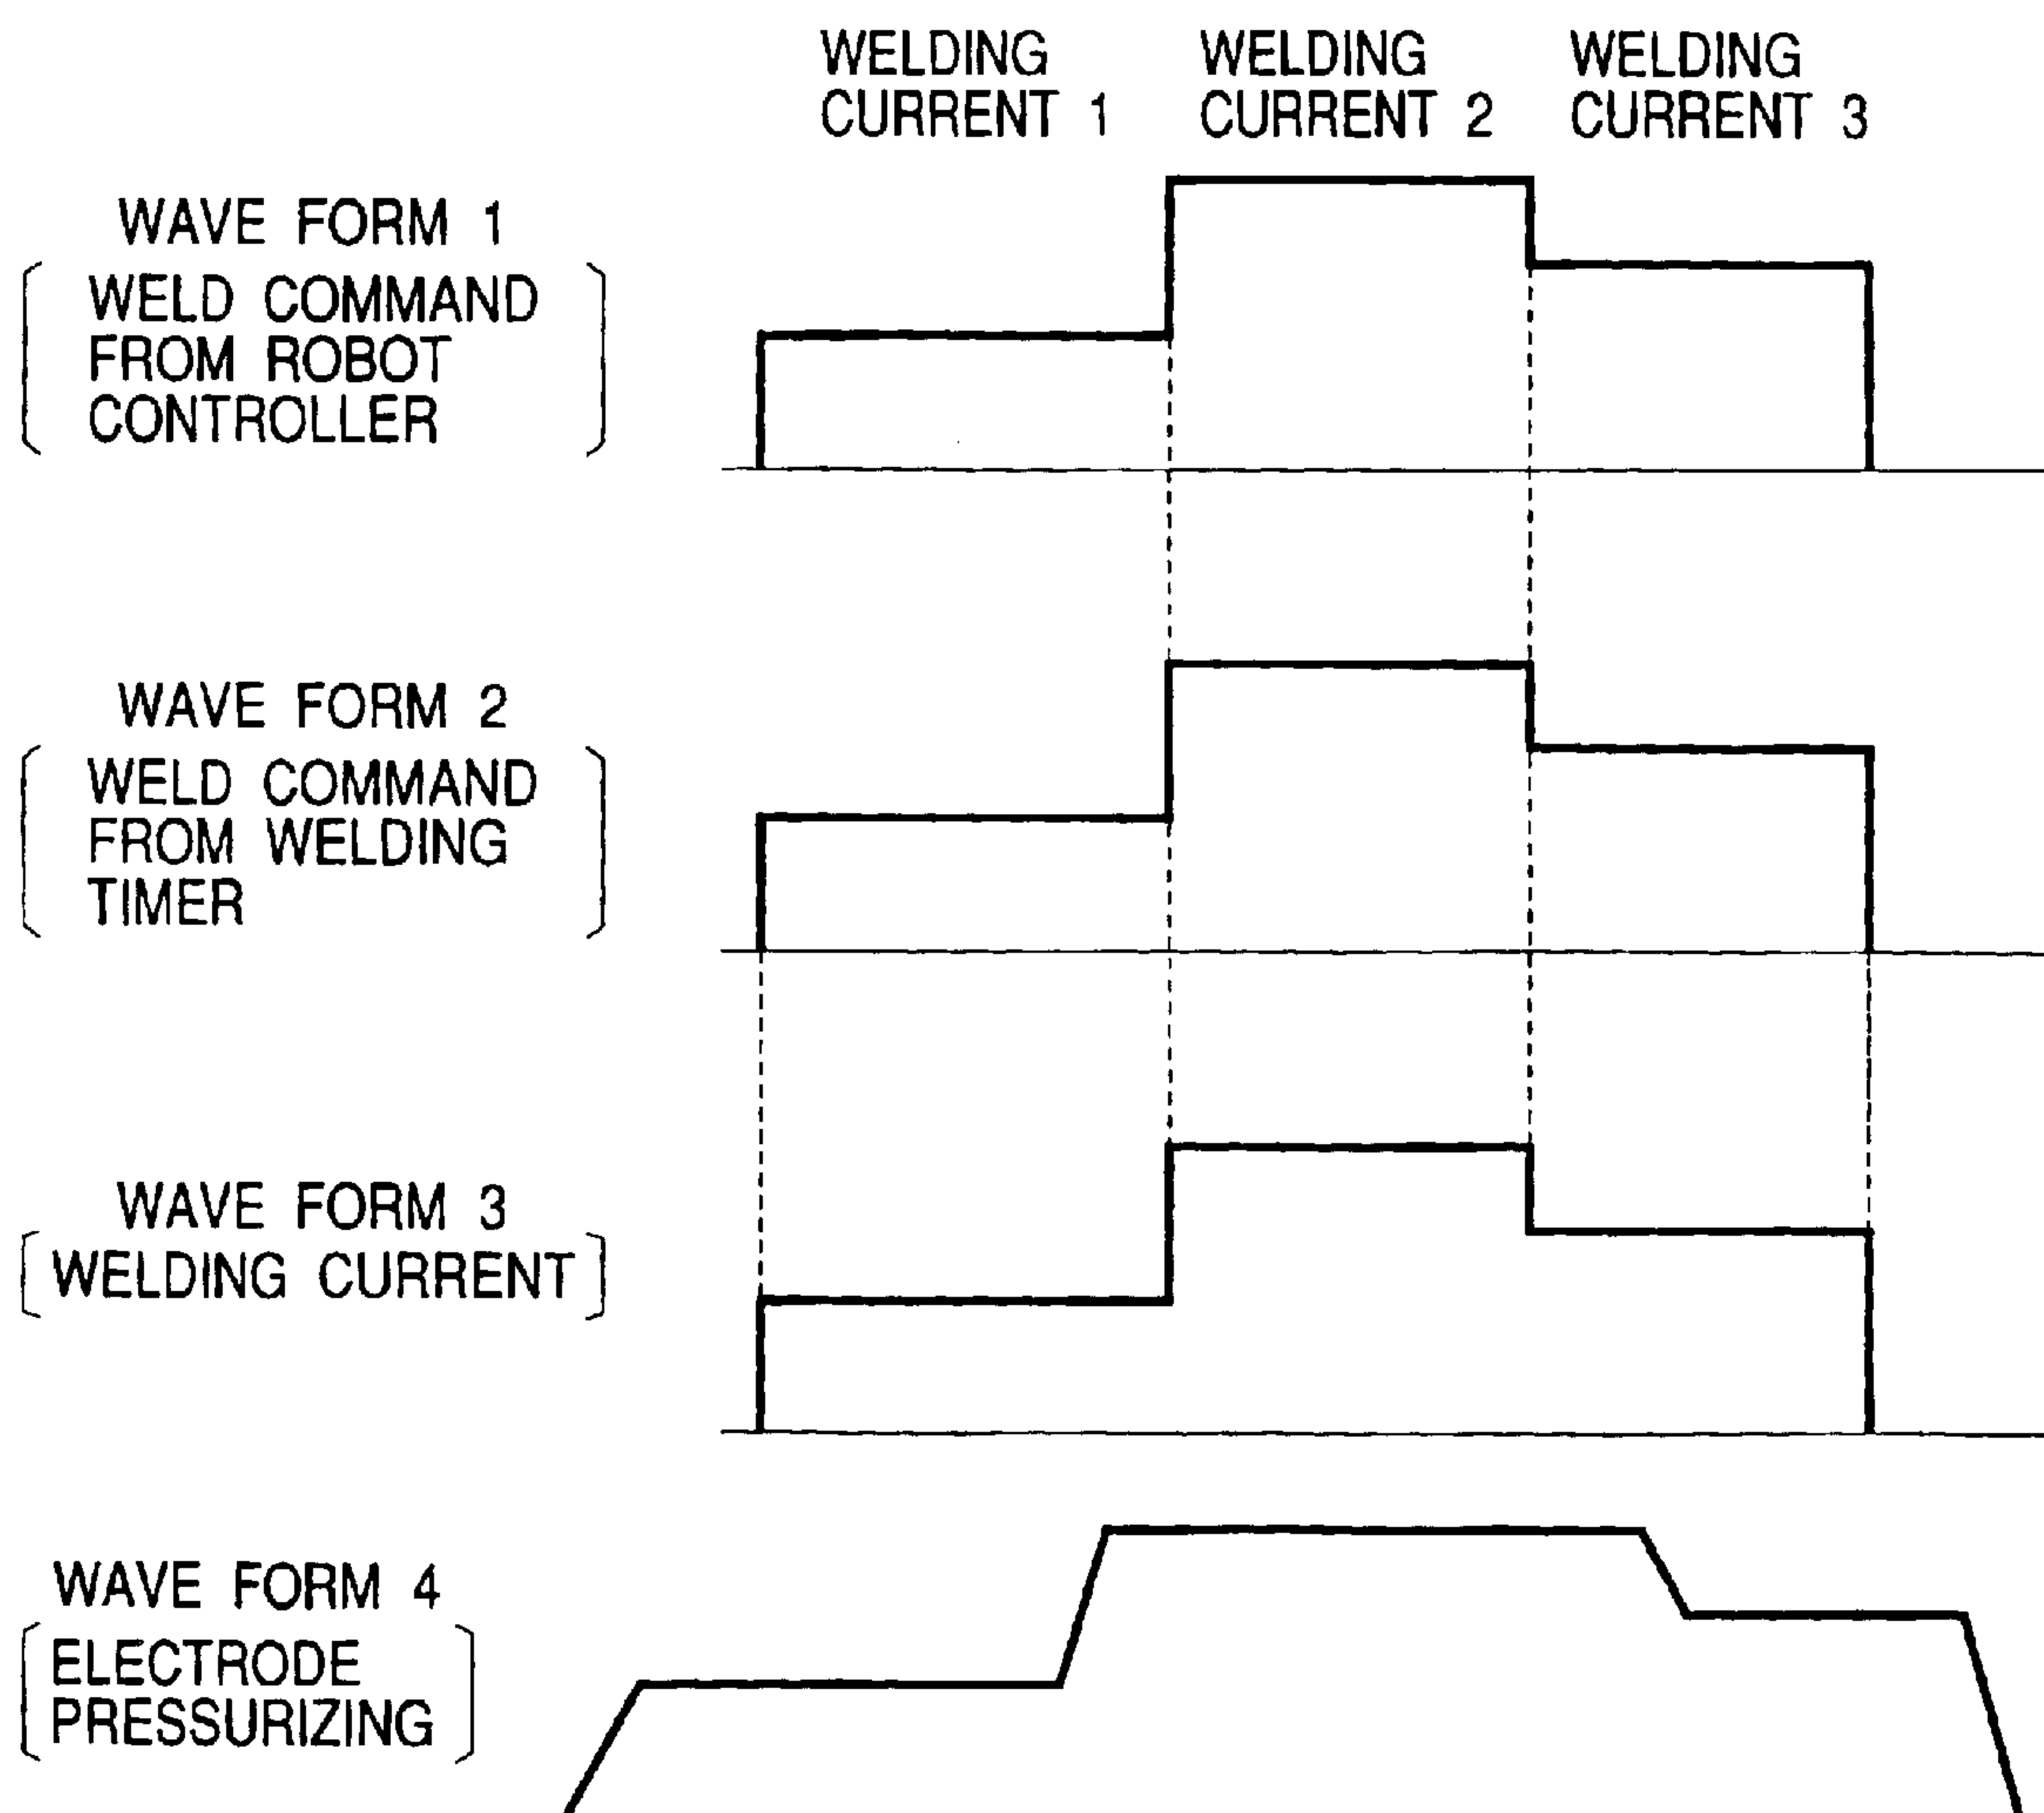 WELDING CURRENT 1
WELDING CURRENT 2
WELDING CURRENT 3
WAVE FORM 1
WELD COMMAND
FROM ROBOT
CONTROLLER
WAVE FORM 2
WELD COMMAND
FROM WELDING
TIMER
WAVE FORM 3
WELDING CURRENT
WAVE FORM 4
ELECTRODE
PRESSURIZING